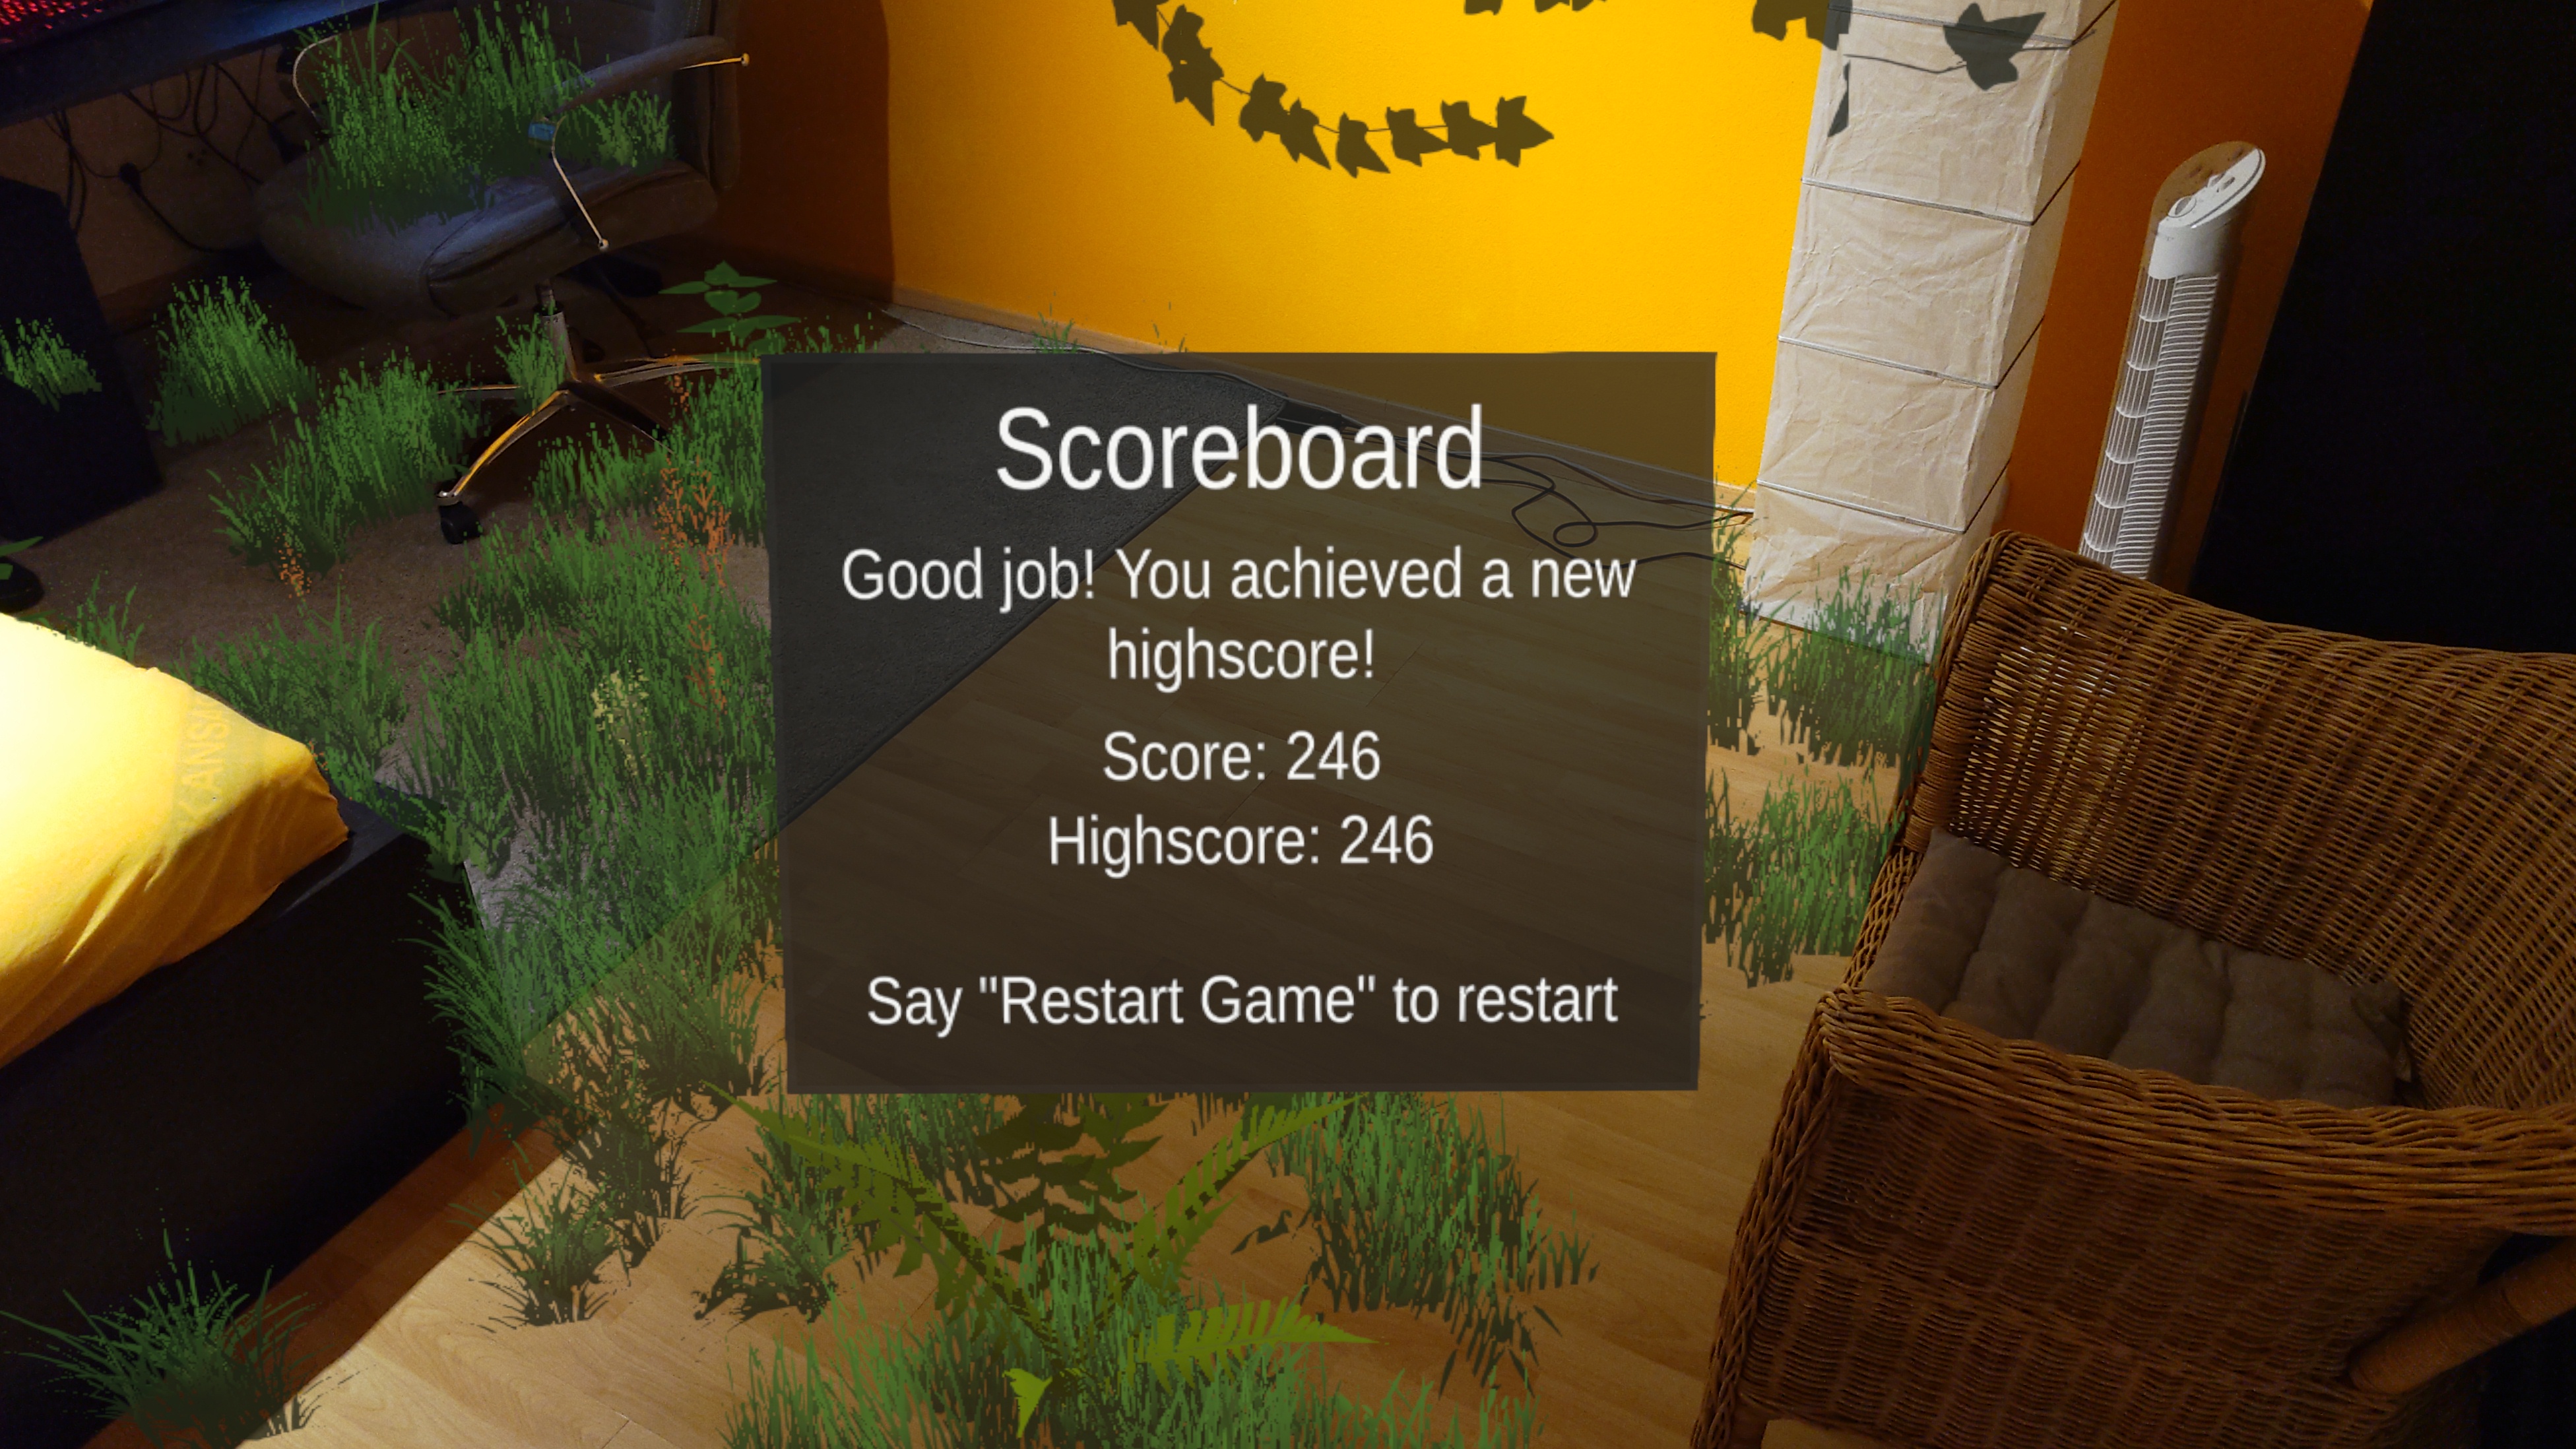 Scoreboard
Good job! You achieved a new
highscore!
Score: 246
Highscore: 246
Say "Restart Game" to restart